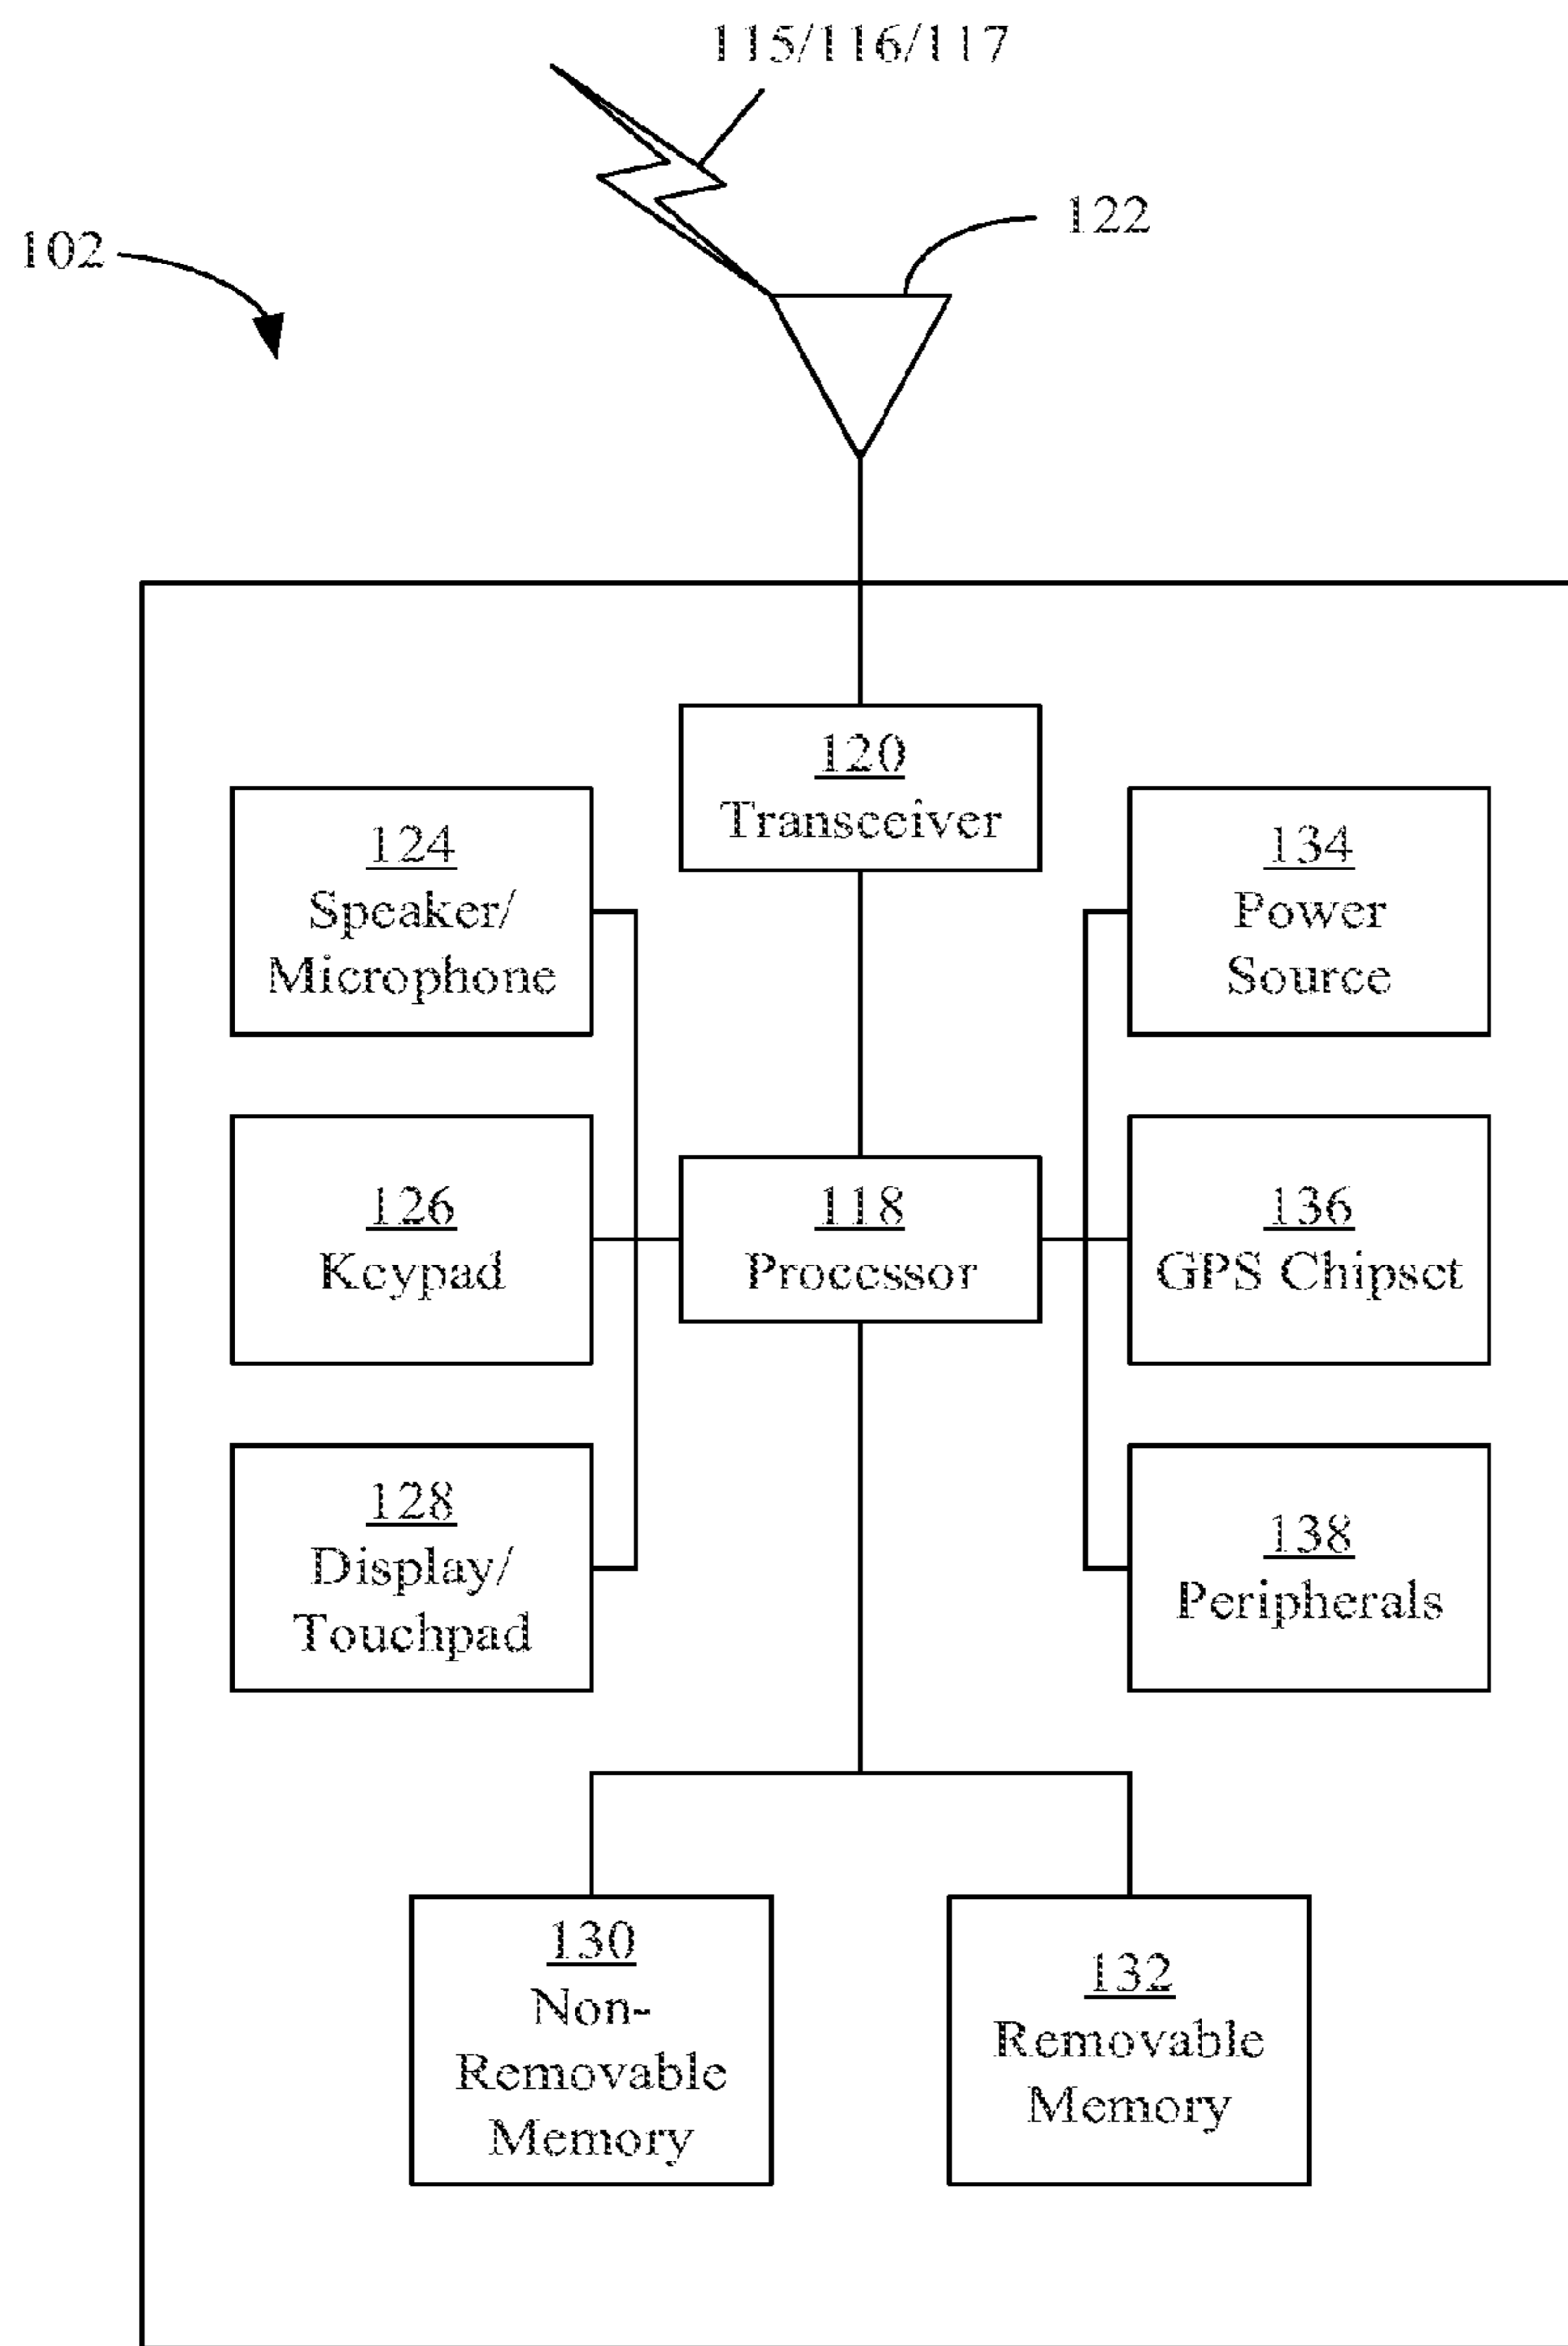 115/116/117
122
102
120
Transceiver
124
Speaker/
Microphone
134
Power
Source
126
Keypad
118
Processor
136
GPS Chipset
128
Display/
Touchpad
138
Peripherals
130
Non-
Removable
Memory
132
Removable
Memory